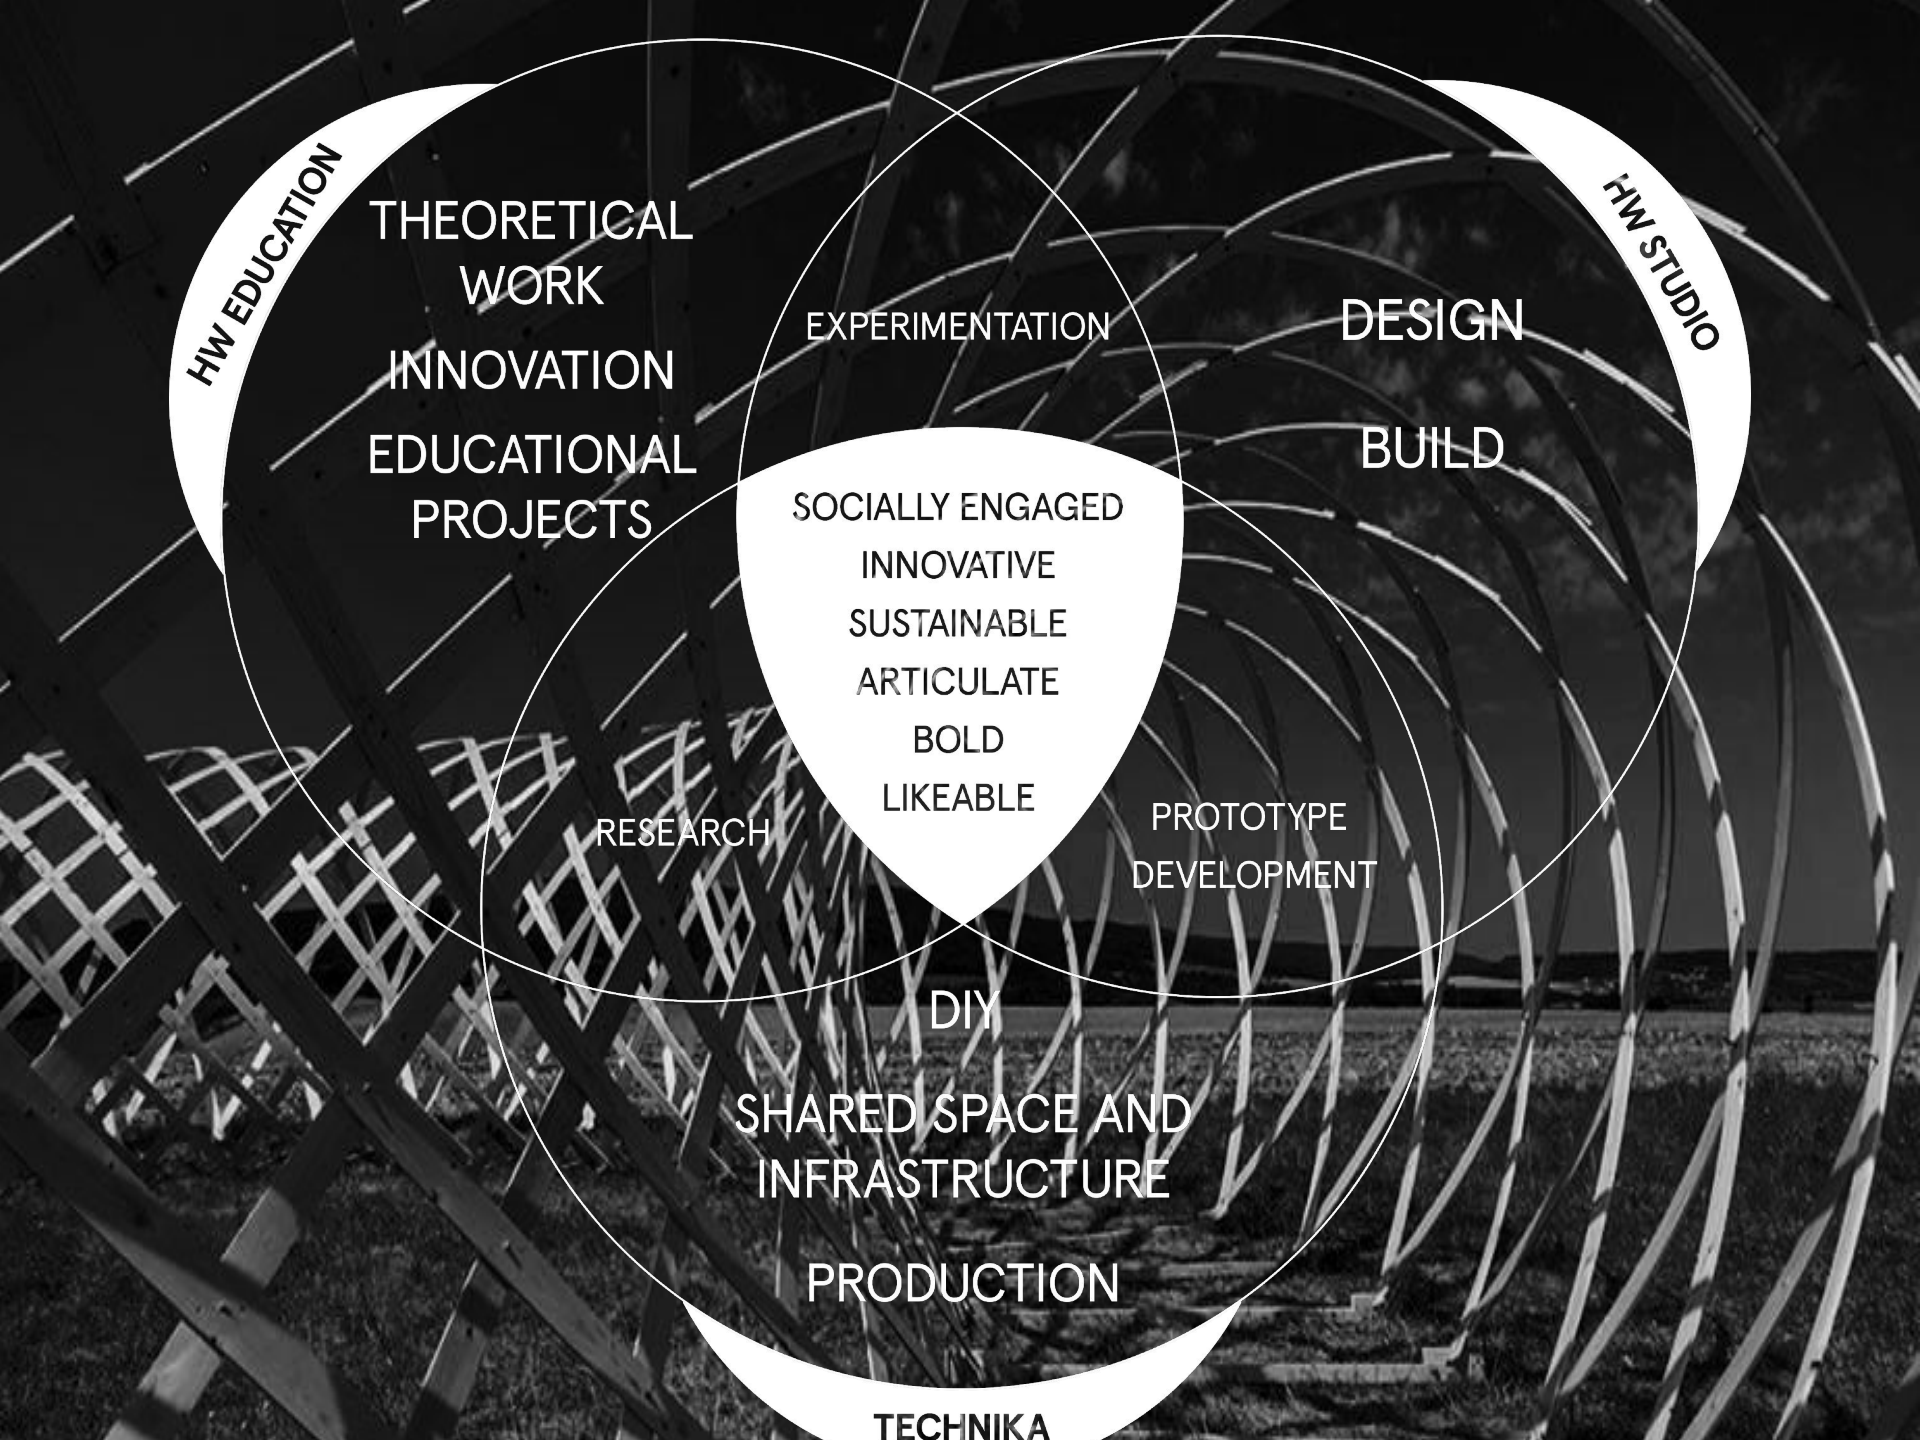 HW EDUCATION
THEORETICAL
WORK
INNOVATION
EDUCATIONAL
PROJECTS
EXPERIMENTATION
HW STUDIO
DESIGN
BUILD
SOCIALLY ENGAGED
INNOVATIVE
SUSTAINABLE
ARTICULATE
BOLD
LIKEABLE
RESEARCH
PROTOTYPE
DEVELOPMENT
DIY
SHARED SPACE AND
INFRASTRUCTURE
PRODUCTION
TECHNIKA